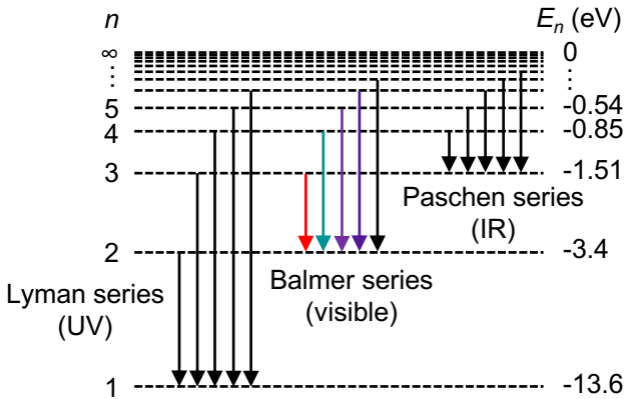 n
E_n (eV)
∞
0
⋮
⋮
5
-0.54
4
-0.85
3
-1.51
Paschen series
(IR)
2
-3.4
Balmer series
(visible)
Lyman series
(UV)
1
-13.6